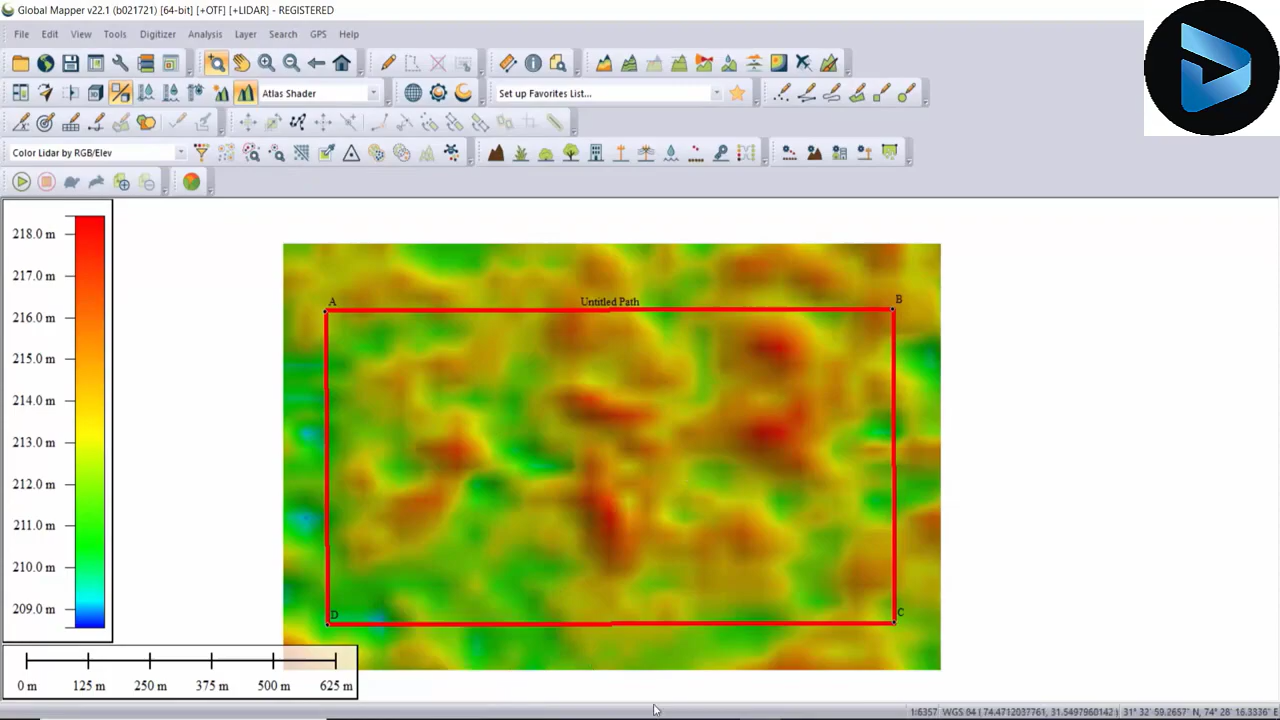 Global Mapper v22.1 (b021721) [64-bit] [+OTF] [+LIDAR] - REGISTERED
File Edit View Tools Digitizer Analysis Layer Search GPS Help
Atlas Shader
Set up Favorites List...
Color Lidar by RGB/Elev
218.0 m
217.0 m
216.0 m
215.0 m
214.0 m
213.0 m
212.0 m
211.0 m
210.0 m
209.0 m
A
Untitled Path
B
D
C
0 m 125 m 250 m 375 m 500 m 625 m
1:6357 WGS 84 ( 74.4712037761, 31.5497960142 ) 31° 32' 59.2657" N, 74° 28' 16.3336" E